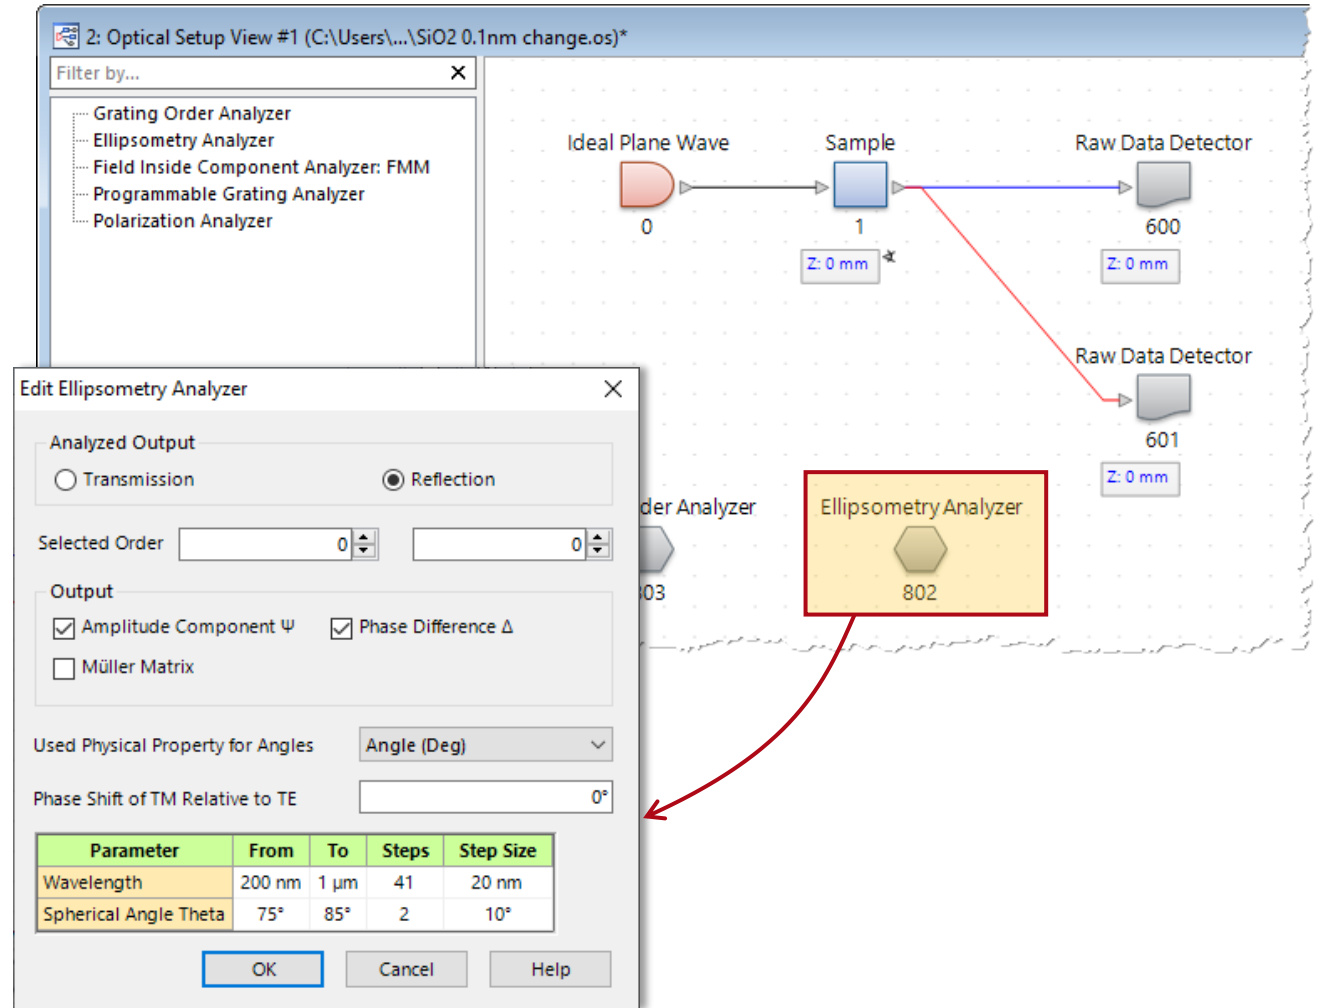 2: Optical Setup View #1 (C:\Users\...\SiO2 0.1nm change.os)*
Filter by...
Grating Order Analyzer
Ellipsometry Analyzer
Field Inside Component Analyzer: FMM
Programmable Grating Analyzer
Polarization Analyzer
Ideal Plane Wave
0
Sample
1
Z: 0 mm
Raw Data Detector
600
Z: 0 mm
Raw Data Detector
601
Z: 0 mm
der Analyzer
03
Ellipsometry Analyzer
802
Edit Ellipsometry Analyzer
Analyzed Output
Transmission Reflection
Selected Order 0 0
Output
Amplitude Component Ψ Phase Difference Δ
Müller Matrix
Used Physical Property for Angles Angle (Deg)
Phase Shift of TM Relative to TE 0°
Parameter From To Steps Step Size
Wavelength 200 nm 1 µm 41 20 nm
Spherical Angle Theta 75° 85° 2 10°
OK Cancel Help